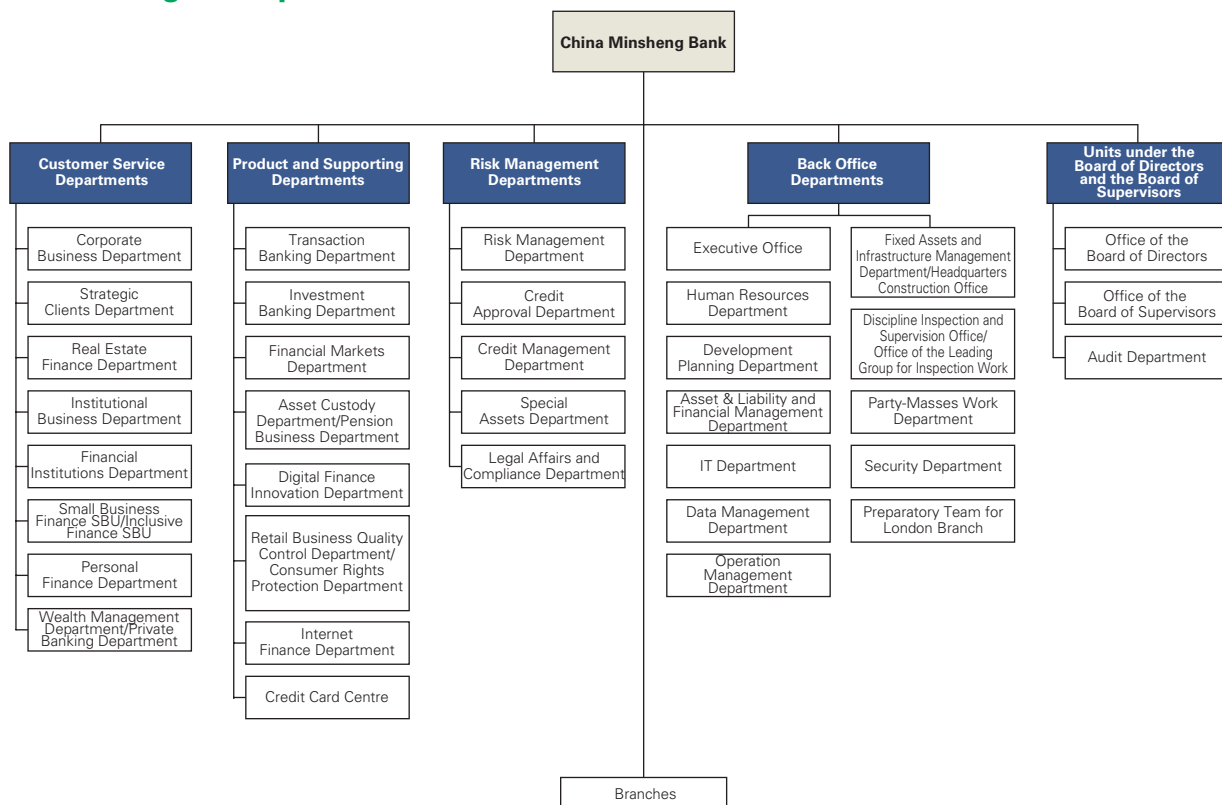 China Minsheng Bank
Customer Service
Departments
Corporate
Business Department
Strategic
Clients Department
Real Estate
Finance Department
Institutional
Business Department
Financial
Institutions Department
Small Business
Finance SBU/Inclusive
Finance SBU
Personal
Finance Department
Wealth Management
Department/Private
Banking Department
Product and Supporting
Departments
Transaction
Banking Department
Investment
Banking Department
Financial Markets
Department
Asset Custody
Department/Pension
Business Department
Digital Finance
Innovation Department
Retail Business Quality
Control Department/
Consumer Rights
Protection Department
Internet
Finance Department
Credit Card Centre
Risk Management
Departments
Risk Management
Department
Credit
Approval Department
Credit Management
Department
Special
Assets Department
Legal Affairs and
Compliance Department
Back Office
Departments
Executive Office
Human Resources
Department
Development
Planning Department
Asset & Liability and
Financial Management
Department
IT Department
Data Management
Department
Operation
Management
Department
Fixed Assets and
Infrastructure Management
Department/Headquarters
Construction Office
Discipline Inspection and
Supervision Office/
Office of the Leading
Group for Inspection Work
Party-Masses Work
Department
Security Department
Preparatory Team for
London Branch
Units under the
Board of Directors
and the Board of
Supervisors
Office of the
Board of Directors
Office of the
Board of Supervisors
Audit Department
Branches